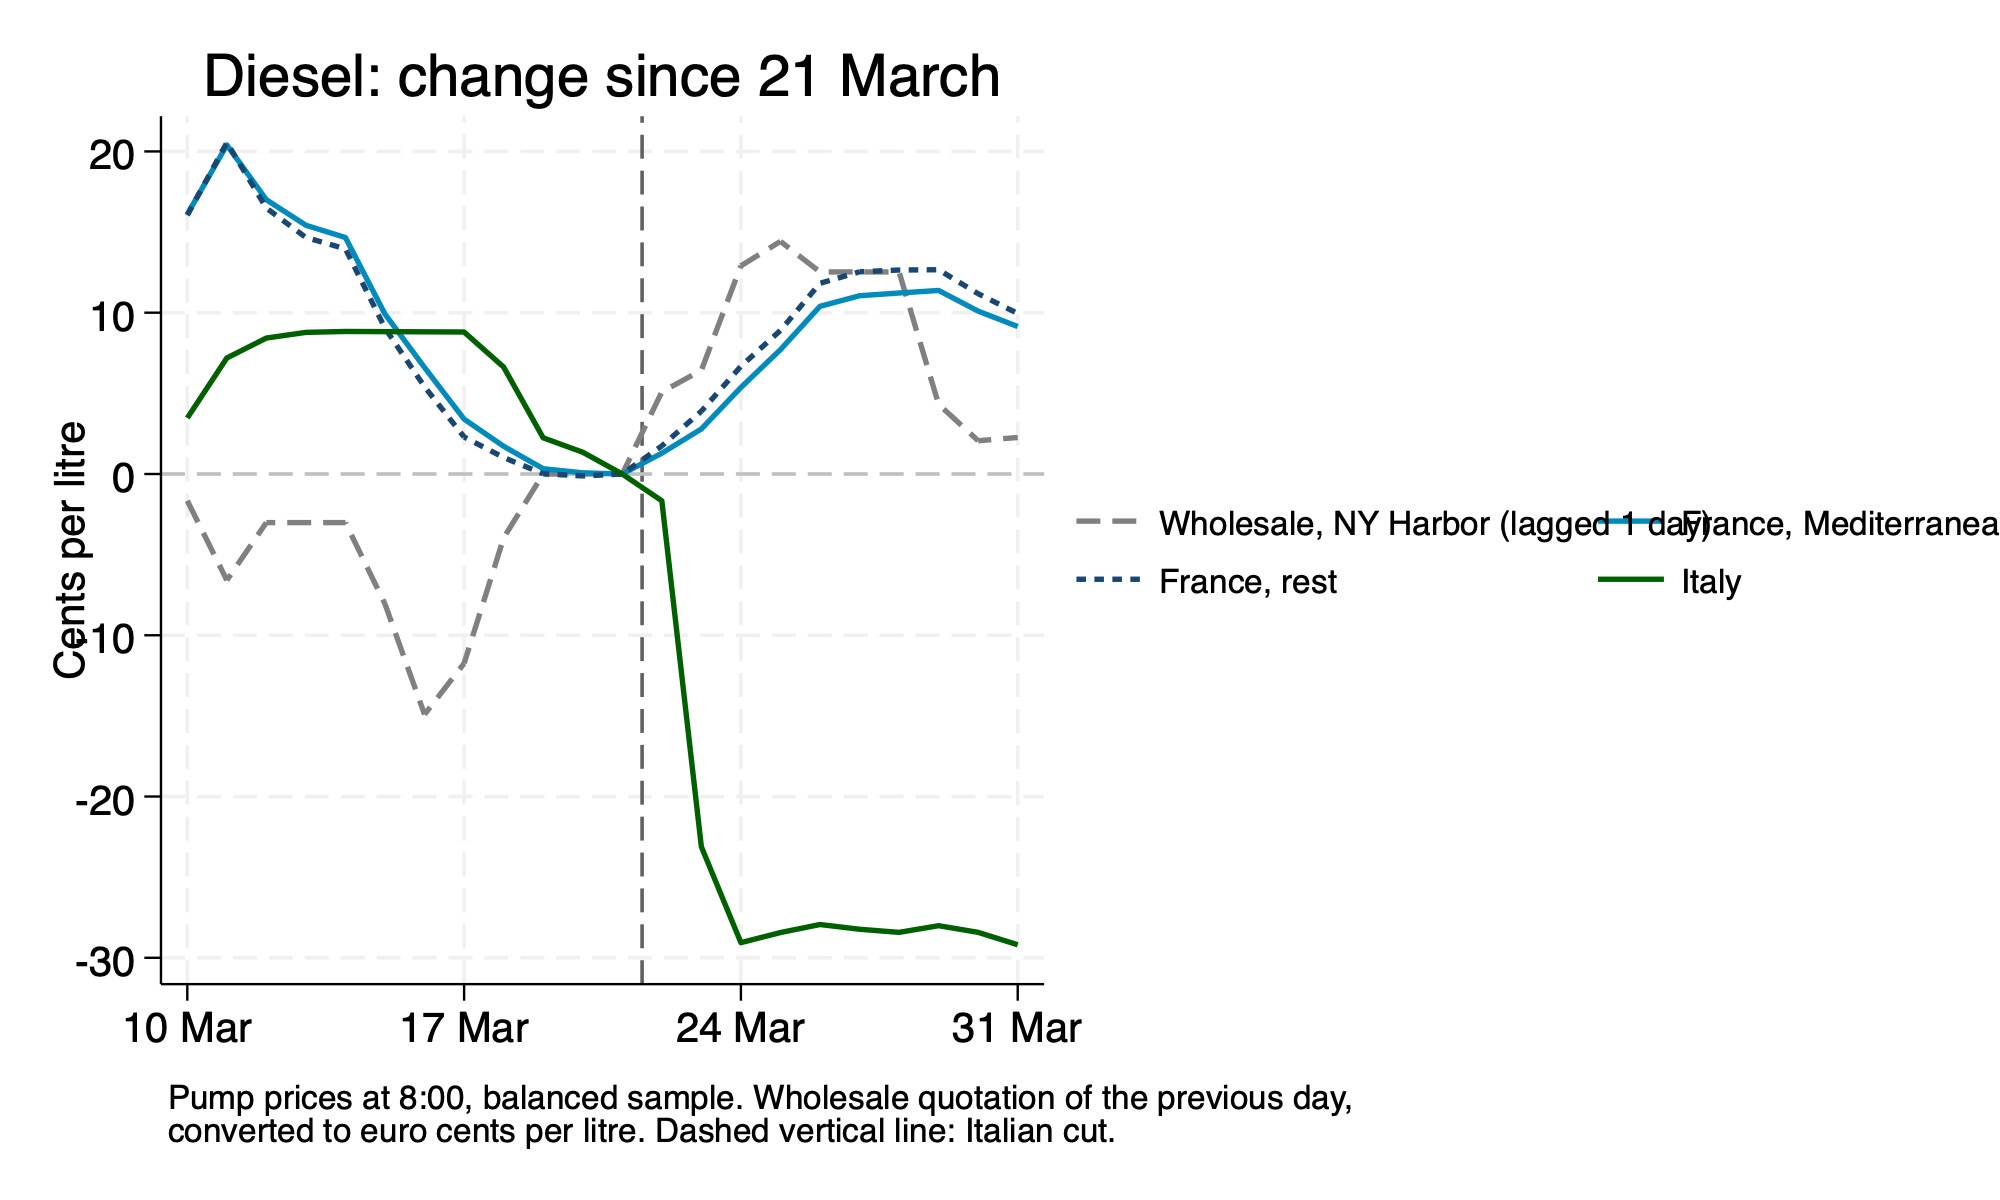 Diesel: change since 21 March
Cents per litre
20
10
0
-10
-20
-30
10 Mar
17 Mar
24 Mar
31 Mar
Wholesale, NY Harbor (lagged 1 day)
France, Mediterranea
France, rest
Italy
Pump prices at 8:00, balanced sample. Wholesale quotation of the previous day,
converted to euro cents per litre. Dashed vertical line: Italian cut.